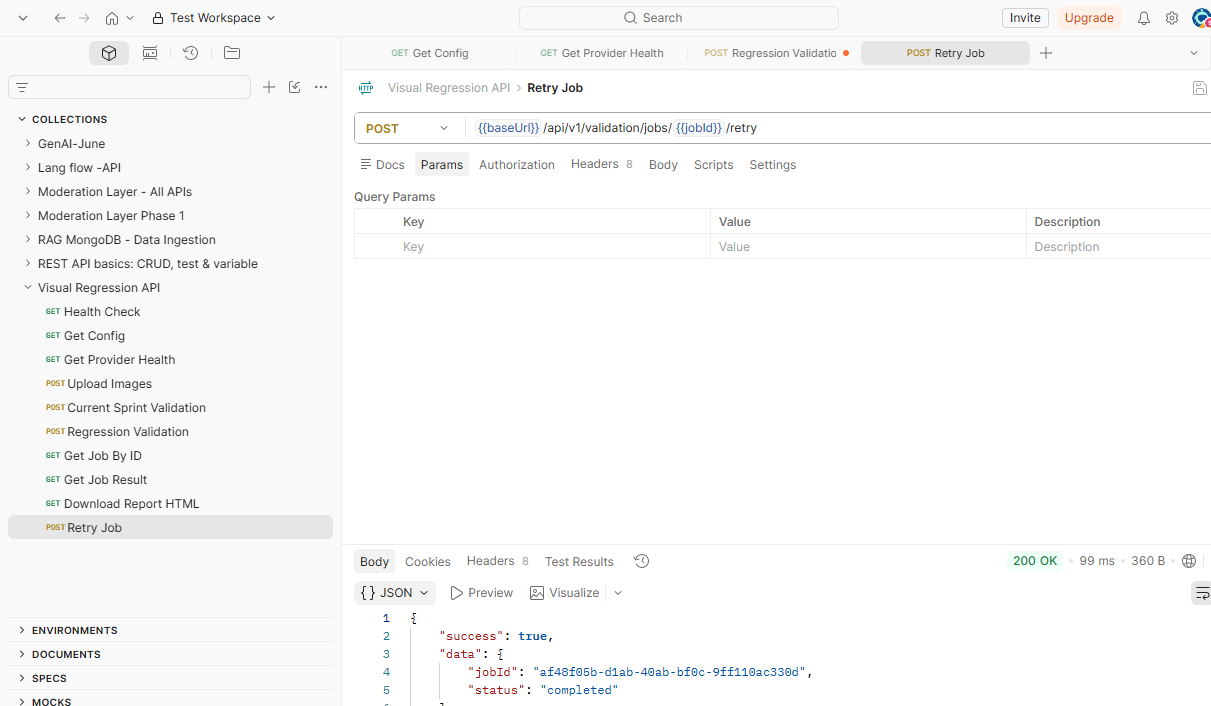 Test Workspace
Search
Invite
Upgrade
GET Get Config
GET Get Provider Health
POST Regression Validatio
POST Retry Job
Visual Regression API > Retry Job
HTTP
POST
{{baseUrl}} /api/v1/validation/jobs/ {{jobId}} /retry
Docs
Params
Authorization
Headers 8
Body
Scripts
Settings
Query Params
Key Value Description
Key Value Description
COLLECTIONS
GenAI-June
Lang flow -API
Moderation Layer - All APIs
Moderation Layer Phase 1
RAG MongoDB - Data Ingestion
REST API basics: CRUD, test & variable
Visual Regression API
GET Health Check
GET Get Config
GET Get Provider Health
POST Upload Images
POST Current Sprint Validation
POST Regression Validation
GET Get Job By ID
GET Get Job Result
GET Download Report HTML
POST Retry Job
ENVIRONMENTS
DOCUMENTS
SPECS
MOCKS
Body
Cookies
Headers 8
Test Results
200 OK • 99 ms • 360 B
{ } JSON
Preview
Visualize
1 {
2 "success": true,
3 "data": {
4 "jobId": "af48f05b-d1ab-40ab-bf0c-9ff110ac330d",
5 "status": "completed"